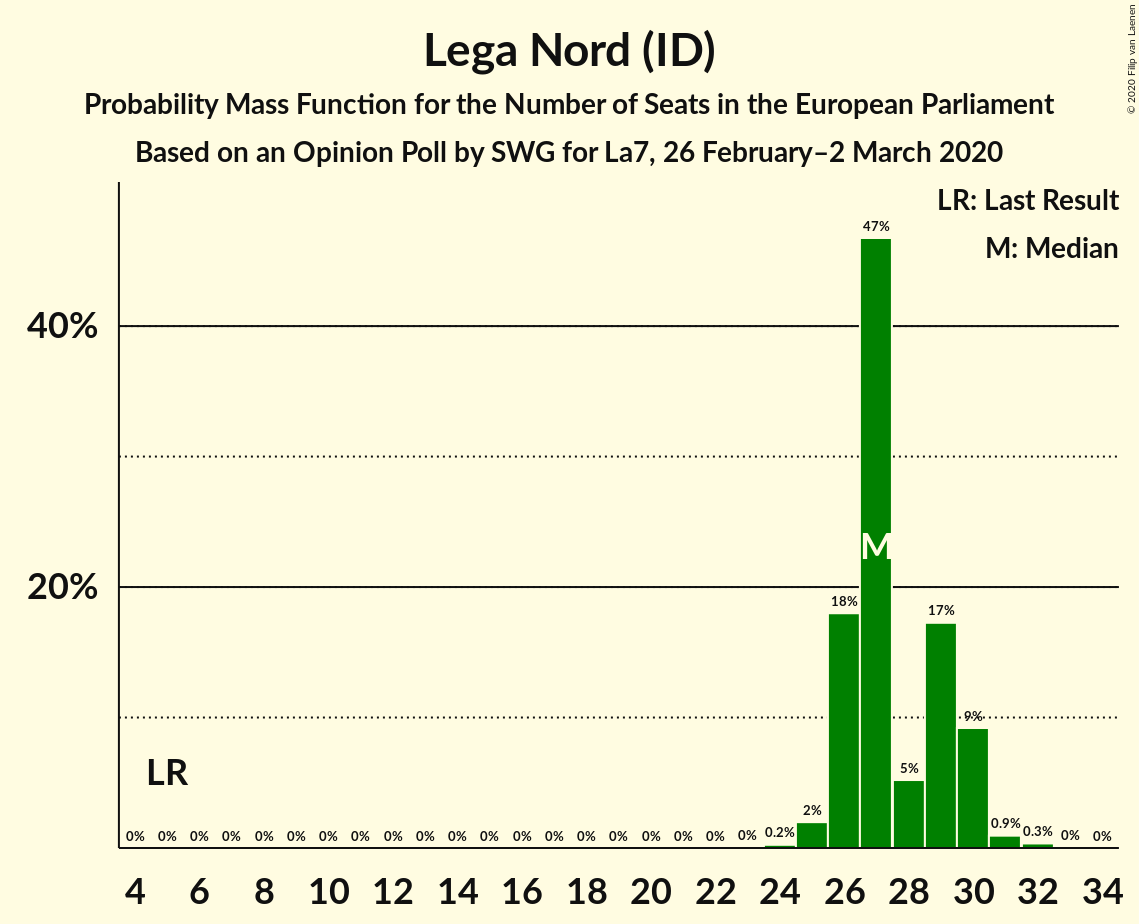 Lega Nord (ID)
Probability Mass Function for the Number of Seats in the European Parliament
Based on an Opinion Poll by SWG for La7, 26 February–2 March 2020
© 2020 Filip van Laenen
LR: Last Result
M: Median
47%
40%
M
20%
18%
17%
9%
LR
5%
2%
0% 0% 0% 0% 0% 0% 0% 0% 0% 0% 0% 0% 0% 0% 0% 0% 0% 0% 0% 0% 0.2% 0.9% 0.3% 0% 0%
4 6 8 10 12 14 16 18 20 22 24 26 28 30 32 34